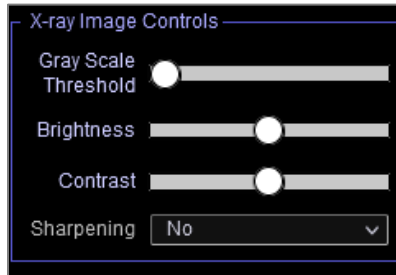 X-ray Image Controls
Gray Scale
Threshold
Brightness
Contrast
Sharpening No